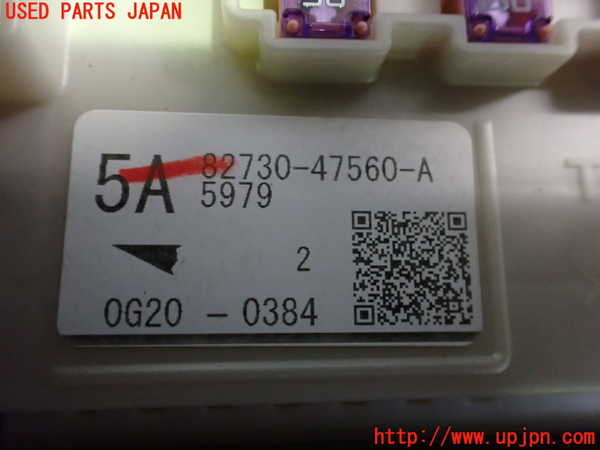 USED PARTS JAPAN
5A 82730-47560-A
5979
2
0G20 - 0384
http://www.upjpn.com/